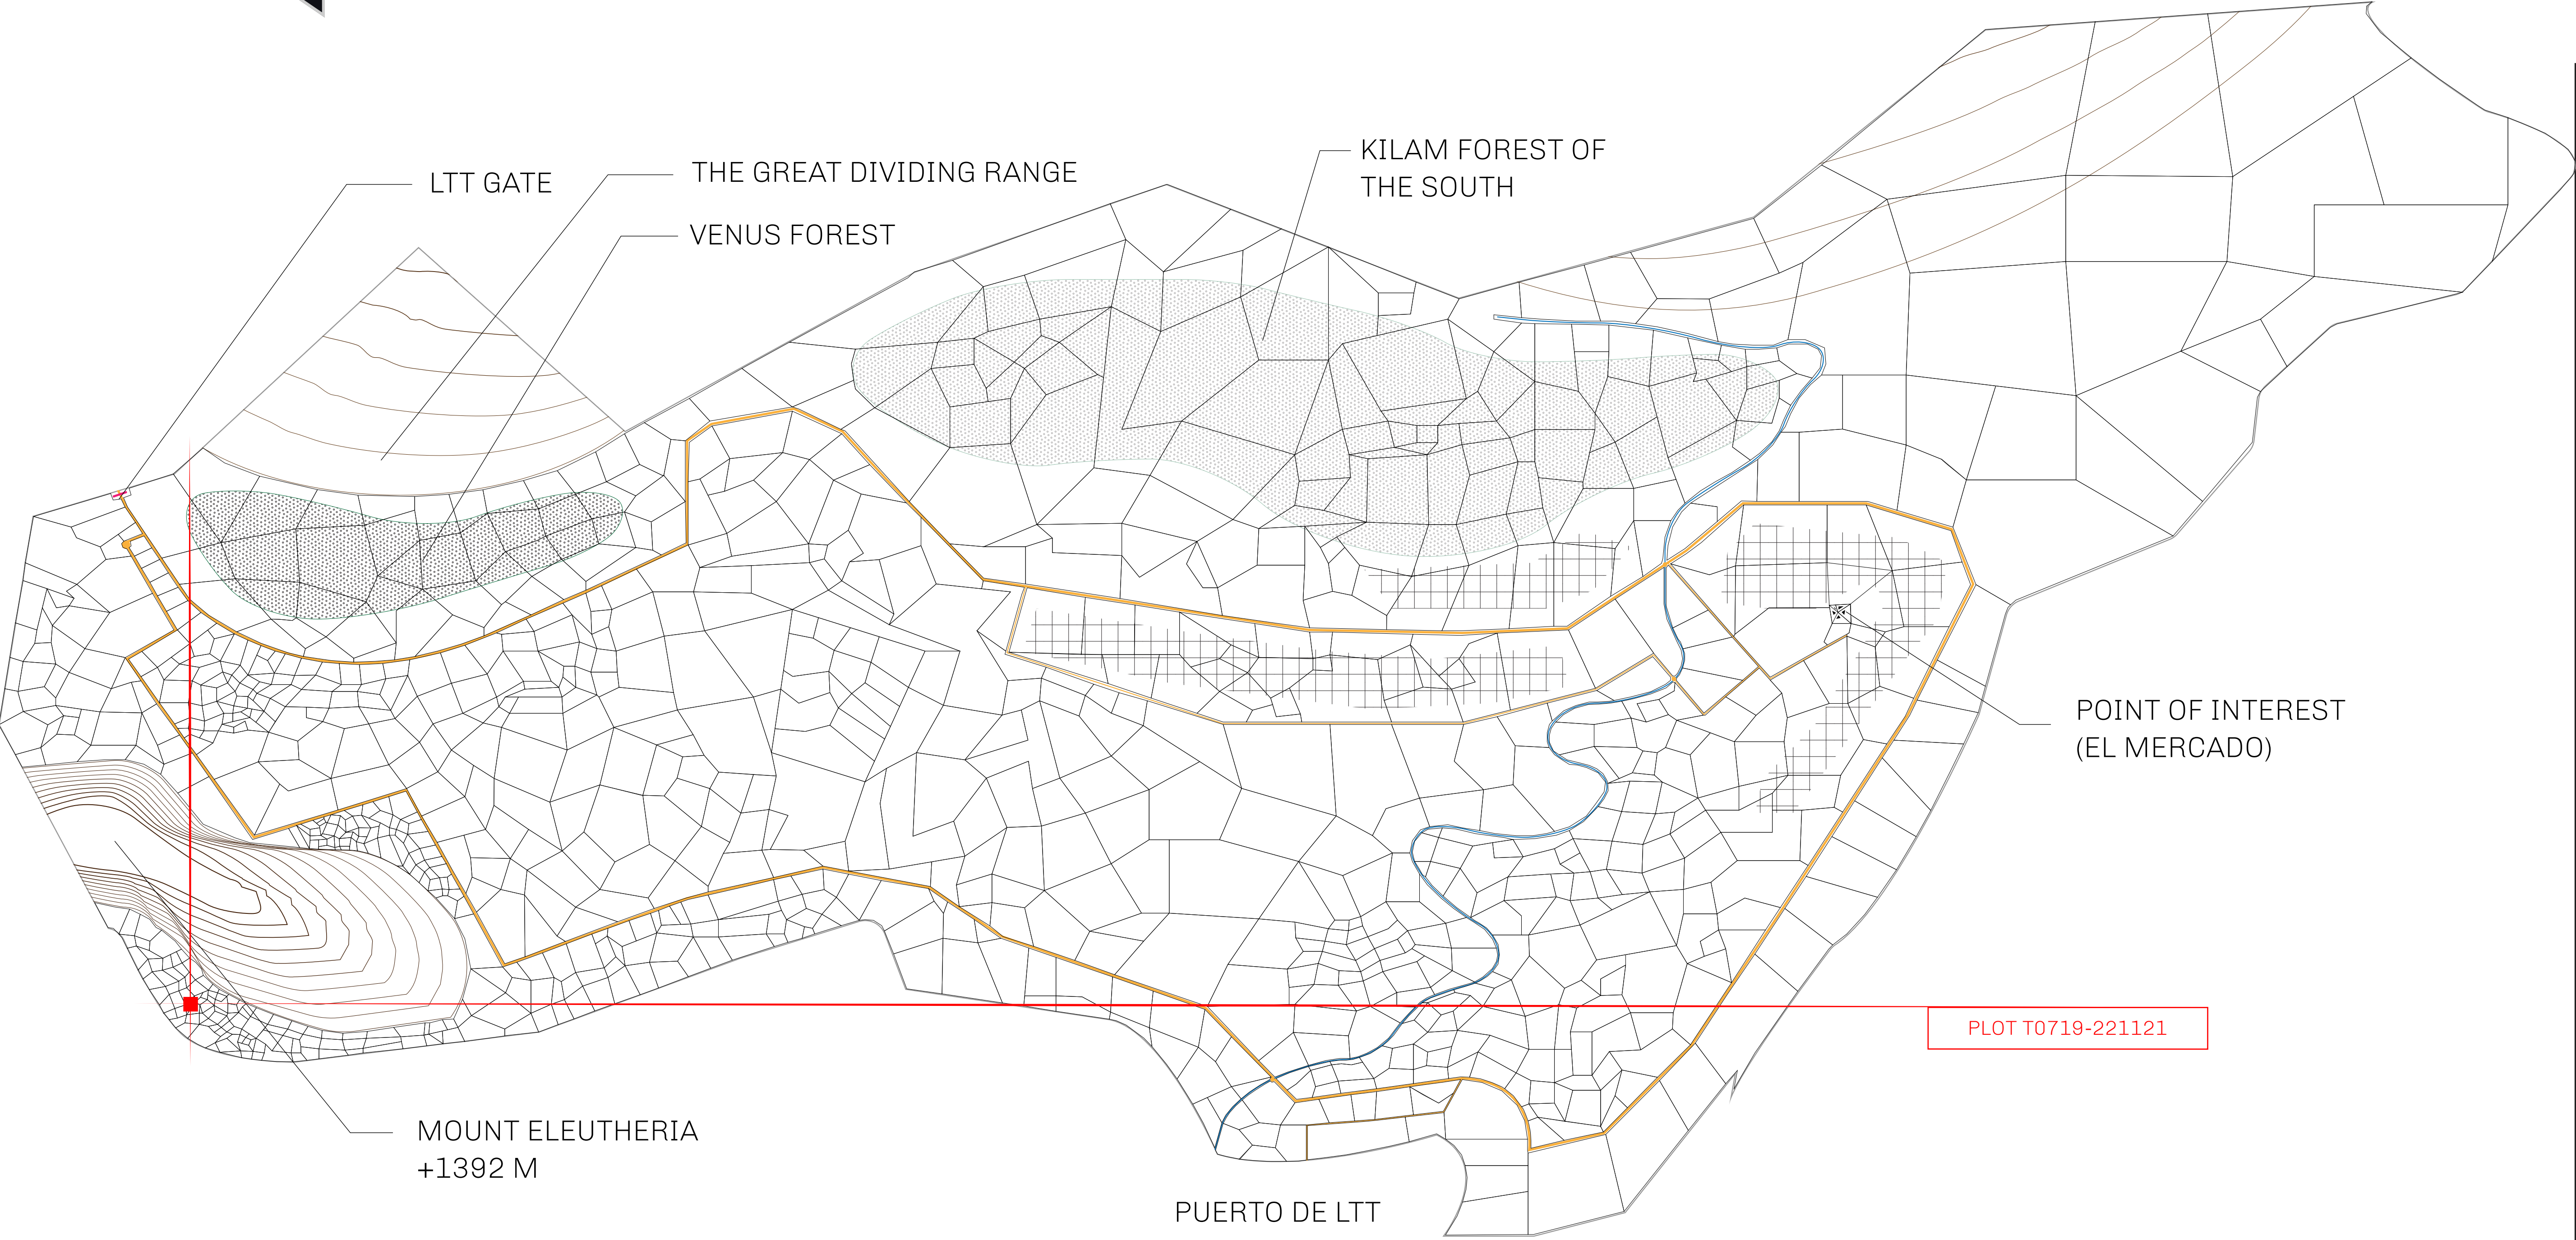 LTT GATE
THE GREAT DIVIDING RANGE
VENUS FOREST
KILAM FOREST OF
THE SOUTH
POINT OF INTEREST
(EL MERCADO)
PLOT T0719-221121
MOUNT ELEUTHERIA
+1392 M
PUERTO DE LTT